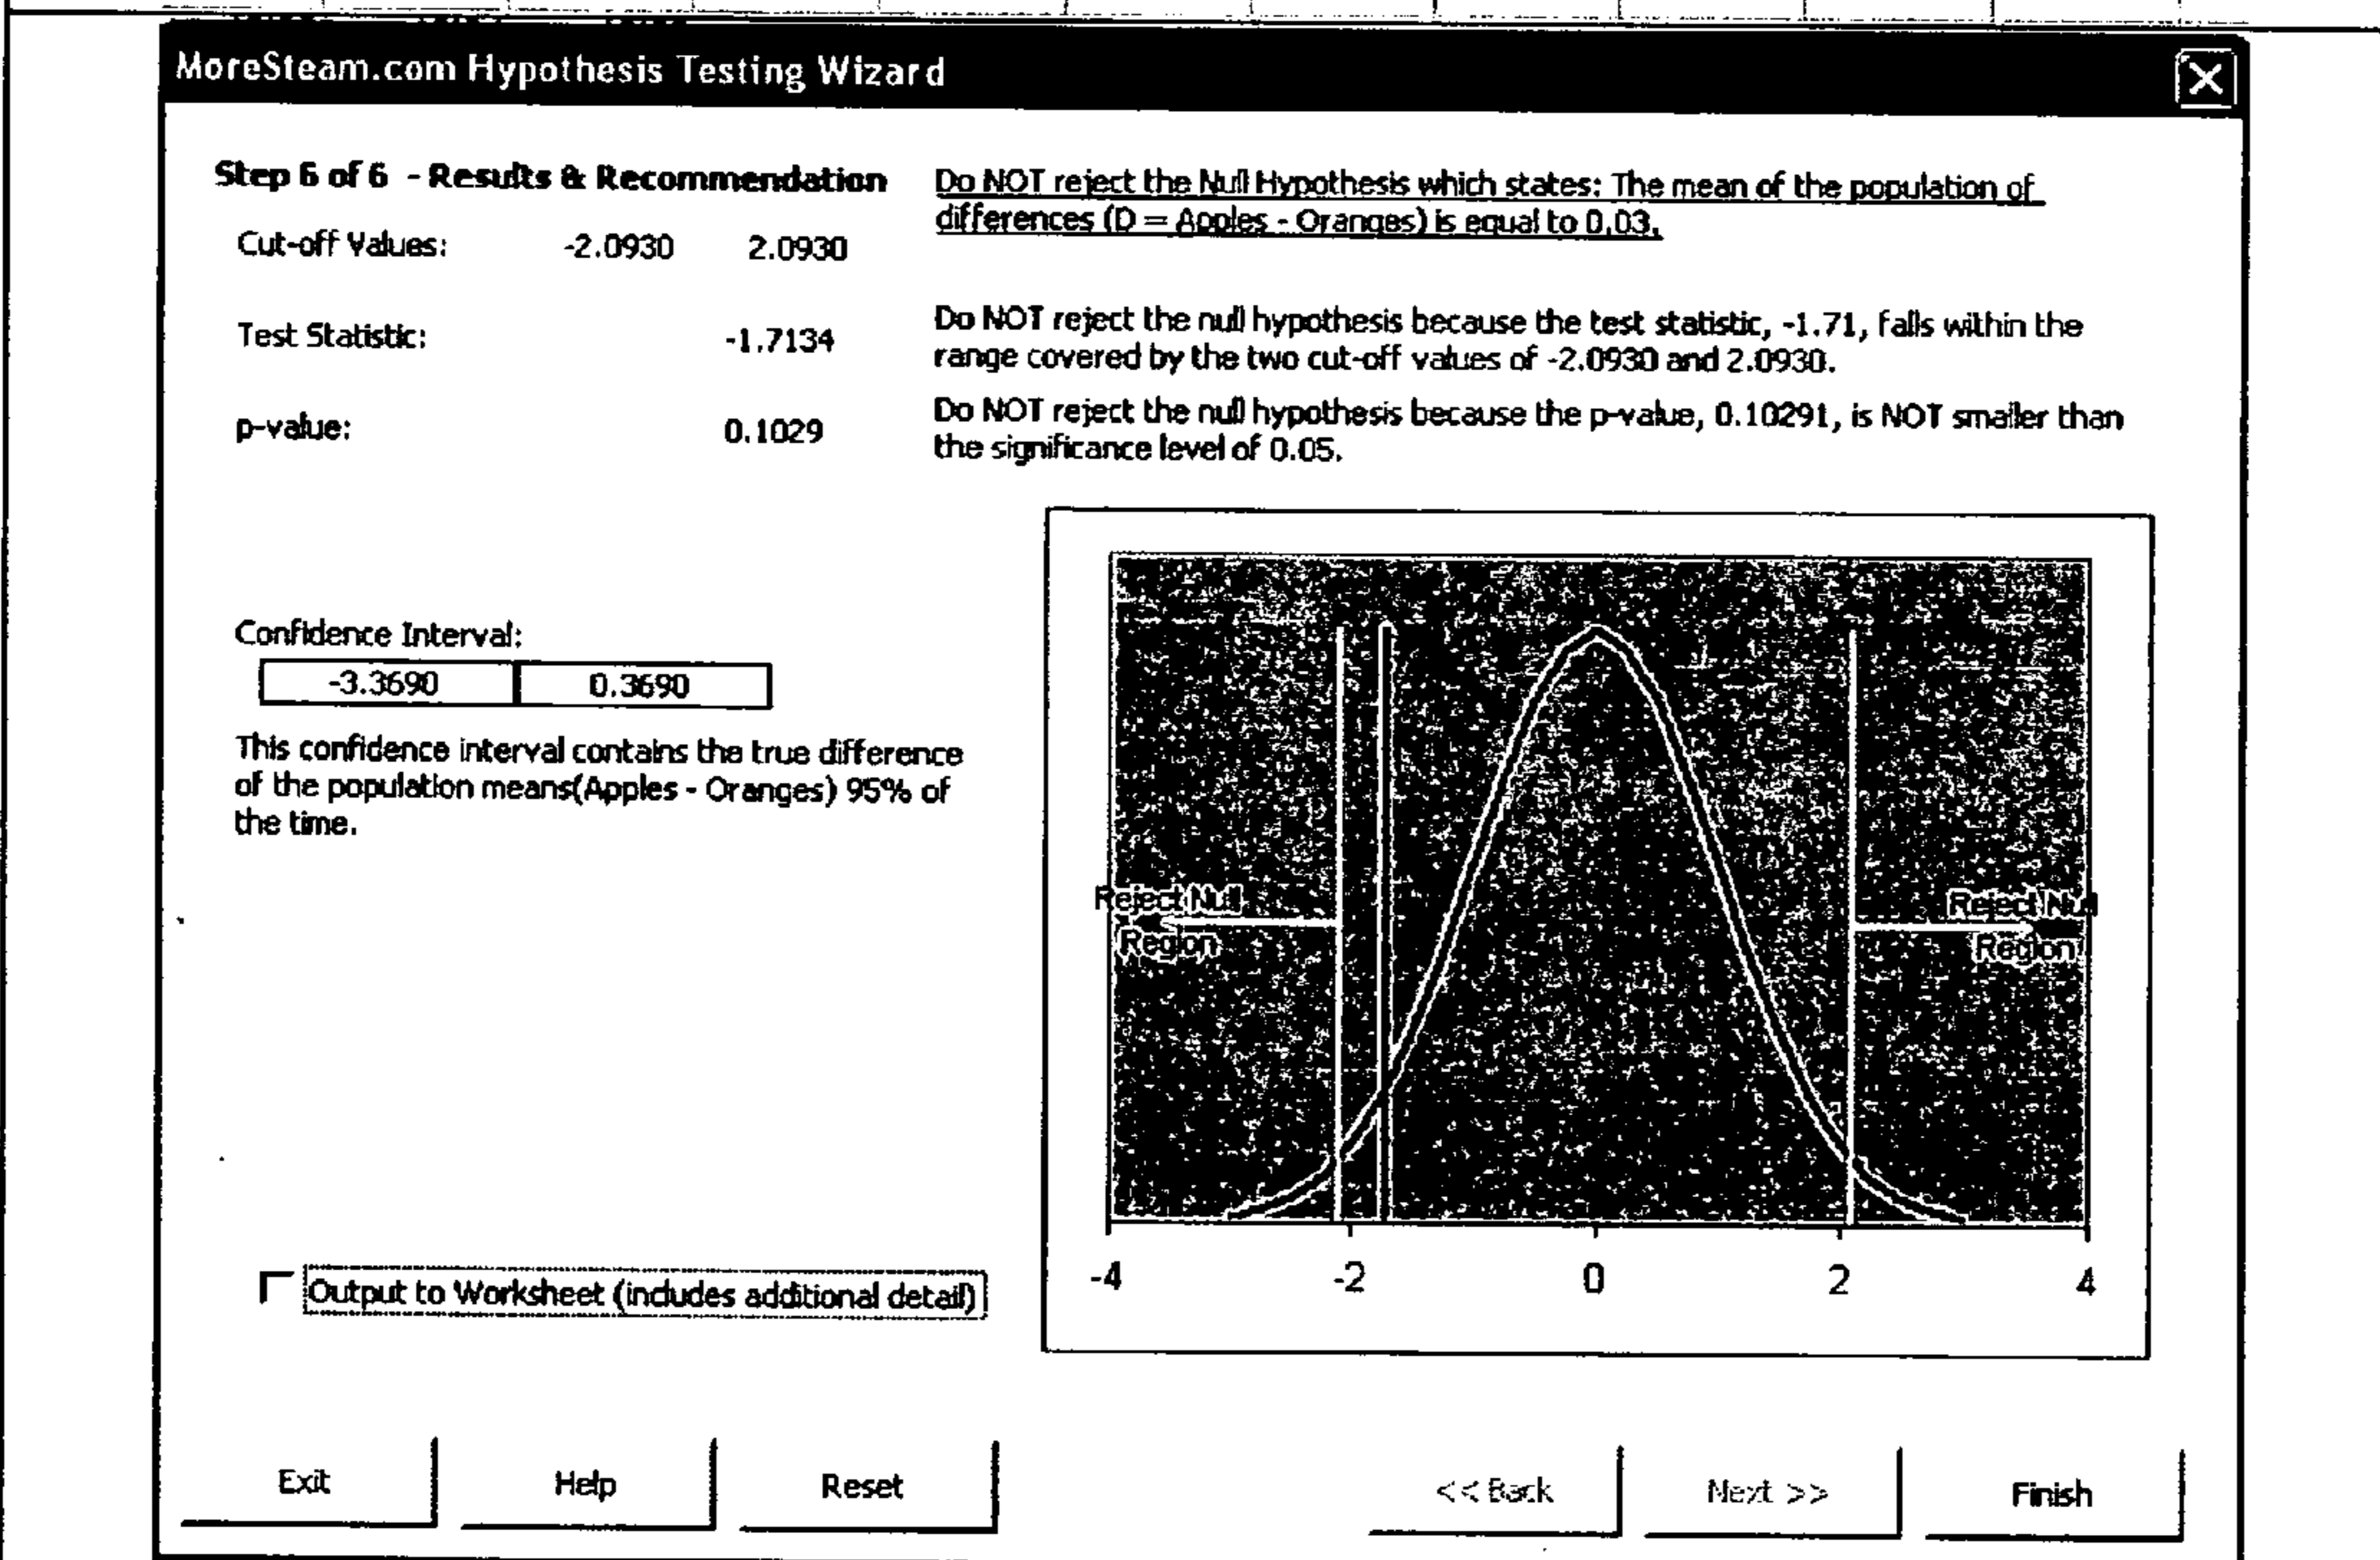 MoreSteam.com Hypothesis Testing Wizard
Step 6 of 6 - Results & Recommendation
Cut-off Values: -2.0930 2.0930
Test Statistic: -1.7134
p-value: 0.1029
Do NOT reject the Null Hypothesis which states: The mean of the population of
differences (D = Apples - Oranges) is equal to 0.03.
Do NOT reject the null hypothesis because the test statistic, -1.71, falls within the
range covered by the two cut-off values of -2.0930 and 2.0930.
Do NOT reject the null hypothesis because the p-value, 0.10291, is NOT smaller than
the significance level of 0.05.
Confidence Interval:
-3.3690 0.3690
This confidence interval contains the true difference
of the population means(Apples - Oranges) 95% of
the time.
Reject Null
Region
Reject Null
Region
-4 -2 0 2 4
Output to Worksheet (includes additional detail)
Exit Help Reset << Back Next >> Finish